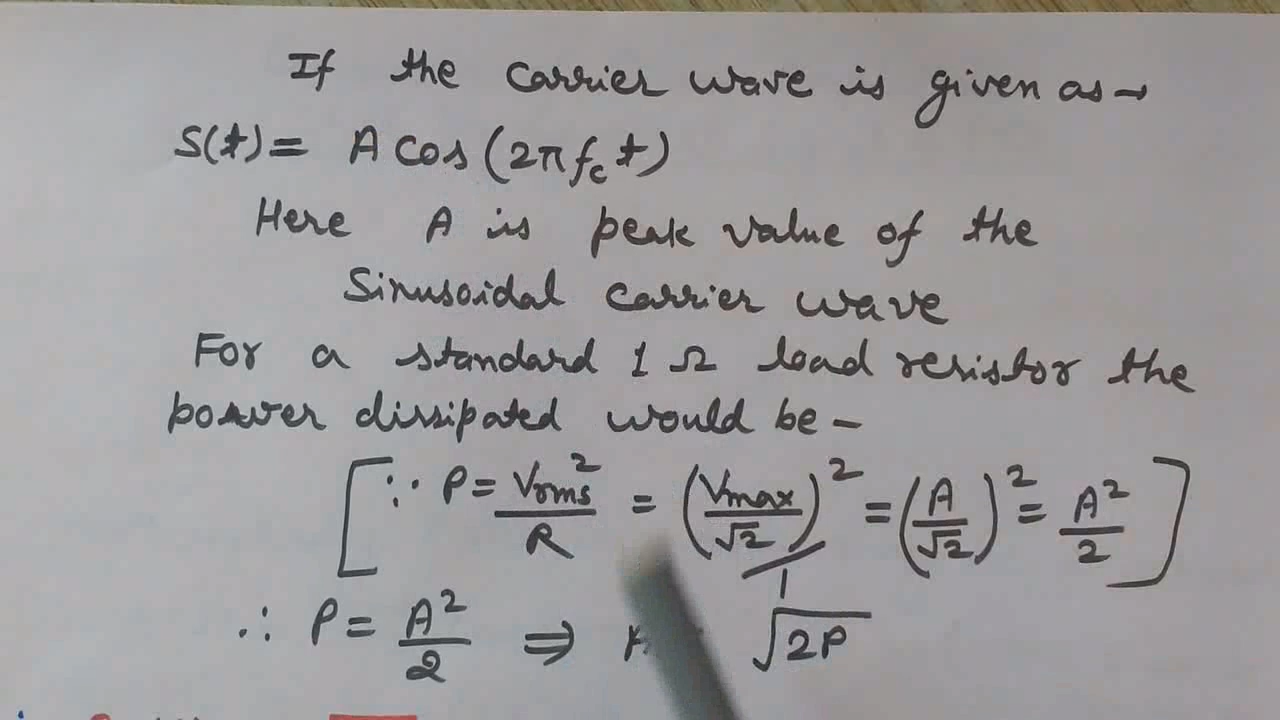 If the carrier wave is given as→
S(t) = A cos (2π fc t)
Here A is peak value of the
Sinusoidal carrier wave
For a standard 1 Ω load resistor the
power dissipated would be –
[∵ P = Vrms²/R = (Vmax/√2)²/1 = (A/√2)² = A²/2]
∴ P = A²/2 ⇒ √2P